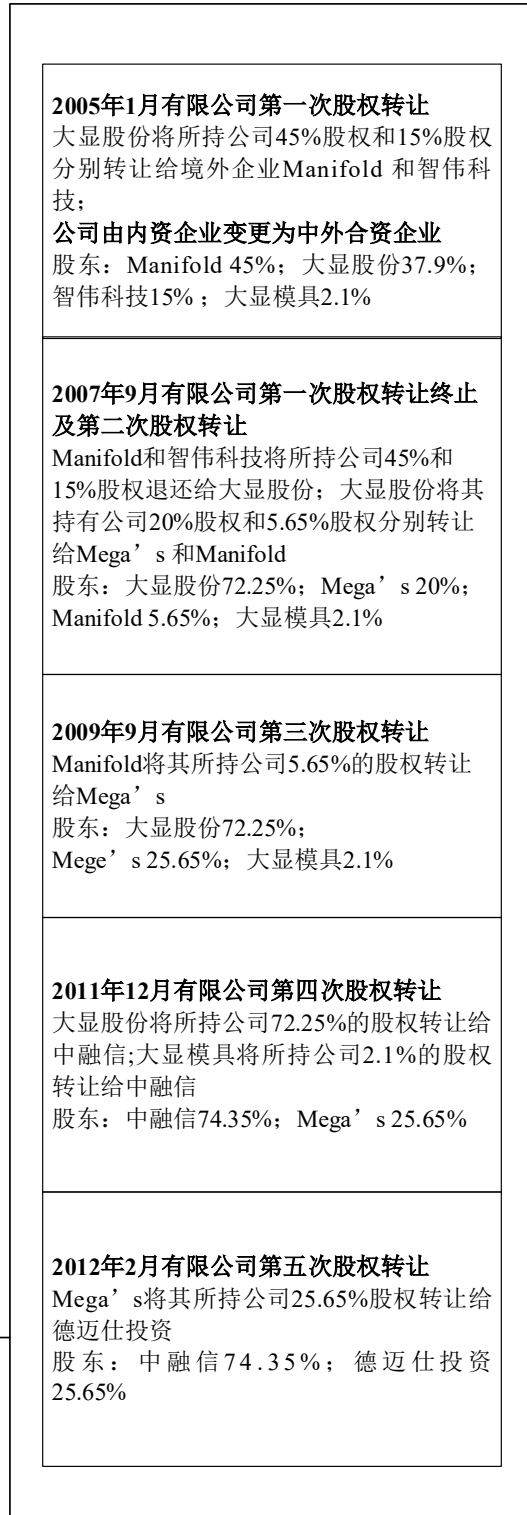 2005年1月有限公司第一次股权转让
大显股份将所持公司45%股权和15%股权
分别转让给境外企业Manifold 和智伟科
技；
公司由内资企业变更为中外合资企业
股东：Manifold 45%；大显股份37.9%；
智伟科技15% ；大显模具2.1%
2007年9月有限公司第一次股权转让终止
及第二次股权转让
Manifold和智伟科技将所持公司45%和
15%股权退还给大显股份；大显股份将其
持有公司20%股权和5.65%股权分别转让
给Mega’s 和Manifold
股东：大显股份72.25%；Mega’s 20%；
Manifold 5.65%；大显模具2.1%
2009年9月有限公司第三次股权转让
Manifold将其所持公司5.65%的股权转让
给Mega’s
股东：大显股份72.25%；
Mege’s 25.65%；大显模具2.1%
2011年12月有限公司第四次股权转让
大显股份将所持公司72.25%的股权转让给
中融信;大显模具将所持公司2.1%的股权
转让给中融信
股东：中融信74.35%；Mega’s 25.65%
2012年2月有限公司第五次股权转让
Mega’s将其所持公司25.65%股权转让给
德迈仕投资
股东：中融信74.35%；德迈仕投资
25.65%